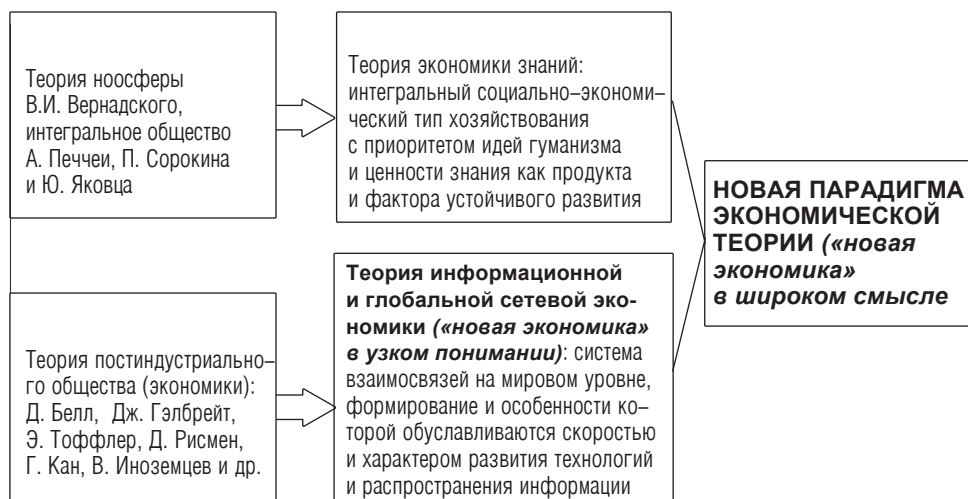 Теория ноосферы
В.И. Вернадского,
интегральное общество
А. Печчеи, П. Сорокина
и Ю. Яковца
Теория экономики знаний:
интегральный социально–экономи–
ческий тип хозяйствования
с приоритетом идей гуманизма
и ценности знания как продукта
и фактора устойчивого развития
Теория постиндустриально–
го общества (экономики):
Д. Белл, Дж. Гэлбрейт,
Э. Тоффлер, Д. Рисмен,
Г. Кан, В. Иноземцев и др.
Теория информационной
и глобальной сетевой эко-
номики («новая экономика»
в узком понимании): система
взаимосвязей на мировом уровне,
формирование и особенности ко–
торой обуславливаются скоростью
и характером развития технологий
и распространения информации
НОВАЯ ПАРАДИГМА
ЭКОНОМИЧЕСКОЙ
ТЕОРИИ («новая
экономика»
в широком смысле